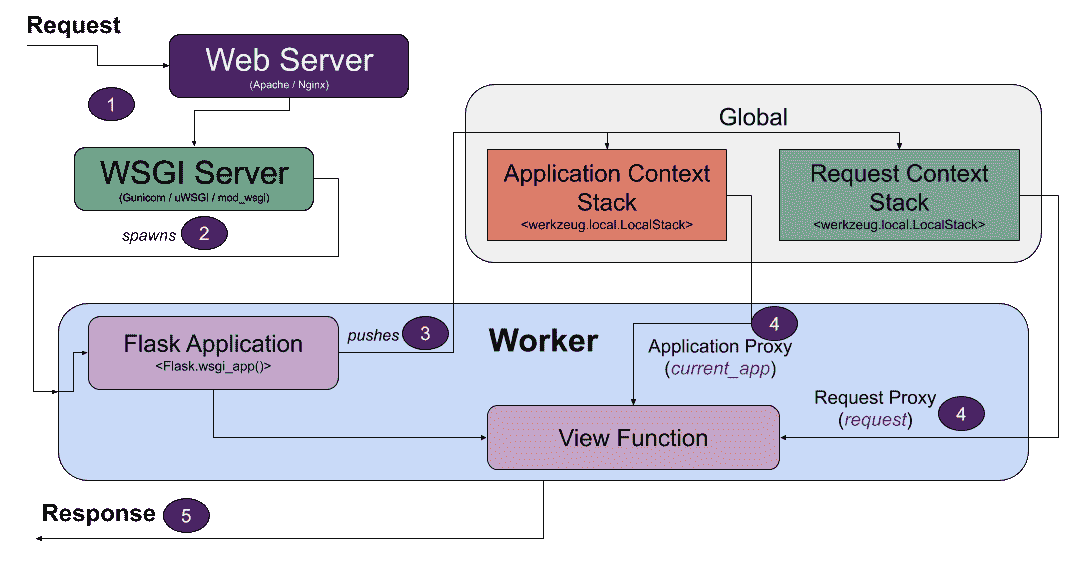 Request
Web Server
(Apache / Nginx)
1
WSGI Server
(Gunicorn / uWSGI / mod_wsgi)
spawns
2
Global
Application Context
Stack
<werkzeug.local.LocalStack>
Request Context
Stack
<werkzeug.local.LocalStack>
Flask Application
<Flask.wsgi_app()>
pushes
3
Worker
4
Application Proxy
(current_app)
Request Proxy
(request)
4
View Function
Response
5